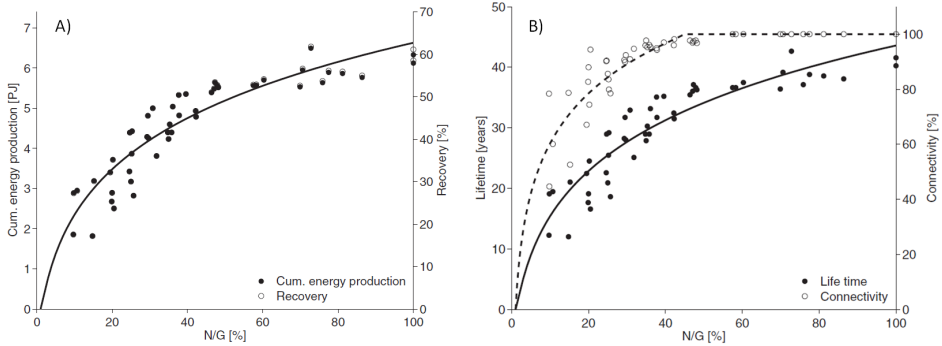 A)
Cum. energy production [PJ]
7
6
5
4
3
2
1
0
70
60
50
40
30
20
10
0
Recovery [%]
Cum. energy production
Recovery
0 20 40 60 80 100
N/G [%]
B)
Lifetime [years]
50
40
30
20
10
0
100
80
60
40
20
0
Connectivity [%]
Life time
Connectivity
0 20 40 60 80 100
N/G [%]